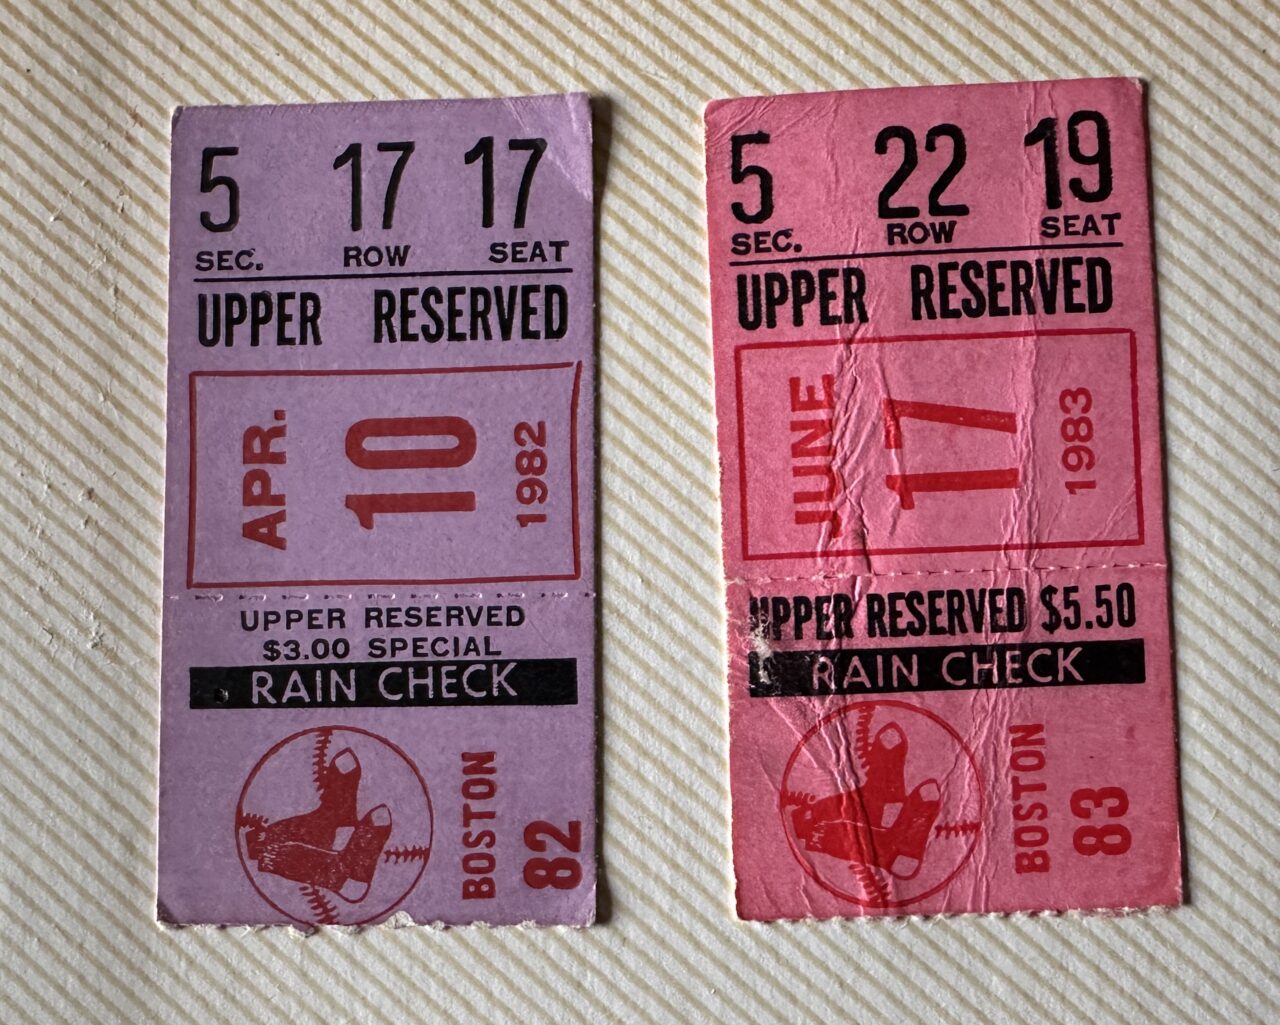 5 17 17
SEC. ROW SEAT
UPPER RESERVED
APR.
10
1982
UPPER RESERVED
$3.00 SPECIAL
RAIN CHECK
BOSTON
82
5 22 19
SEC. ROW SEAT
UPPER RESERVED
JUNE
17
1983
UPPER RESERVED $5.50
RAIN CHECK
BOSTON
83